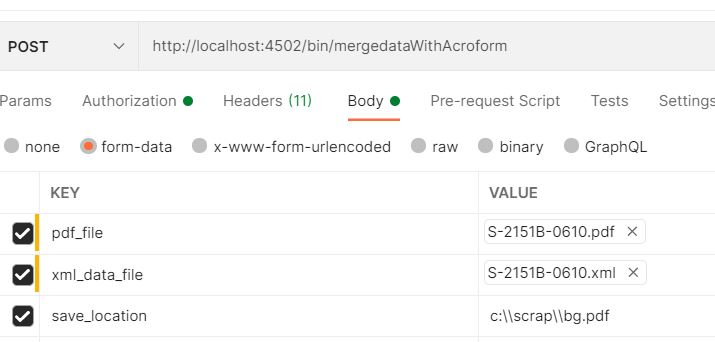 POST http://localhost:4502/bin/mergedataWithAcroform
Params Authorization Headers (11) Body Pre-request Script Tests Settings
none form-data x-www-form-urlencoded raw binary GraphQL
KEY VALUE
pdf_file S-2151B-0610.pdf ×
xml_data_file S-2151B-0610.xml ×
save_location c:\\scrap\\bg.pdf